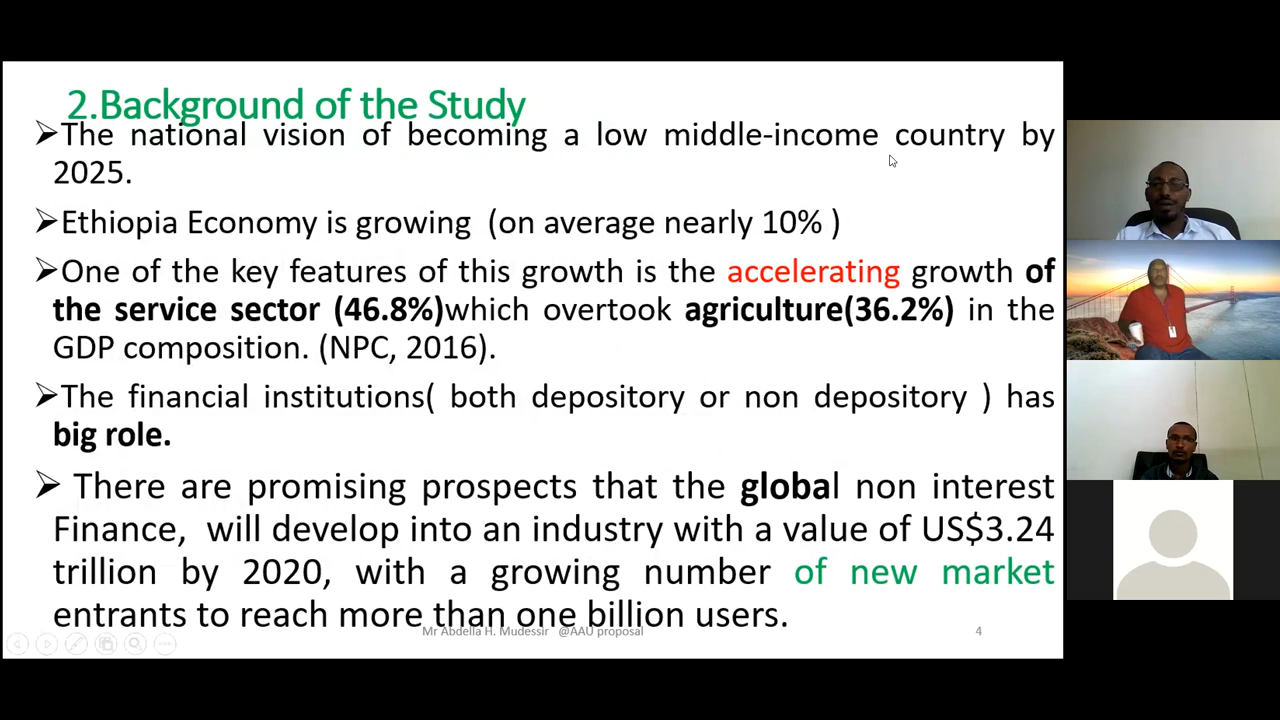 2.Background of the Study
➢The national vision of becoming a low middle-income country by
2025.
➢Ethiopia Economy is growing (on average nearly 10% )
➢One of the key features of this growth is the accelerating growth of
the service sector (46.8%)which overtook agriculture(36.2%) in the
GDP composition. (NPC, 2016).
➢The financial institutions( both depository or non depository ) has
big role.
➢ There are promising prospects that the global non interest
Finance, will develop into an industry with a value of US$3.24
trillion by 2020, with a growing number of new market
entrants to reach more than one billion users.
Mr Abdella H. Mudessir @AAU proposal 4